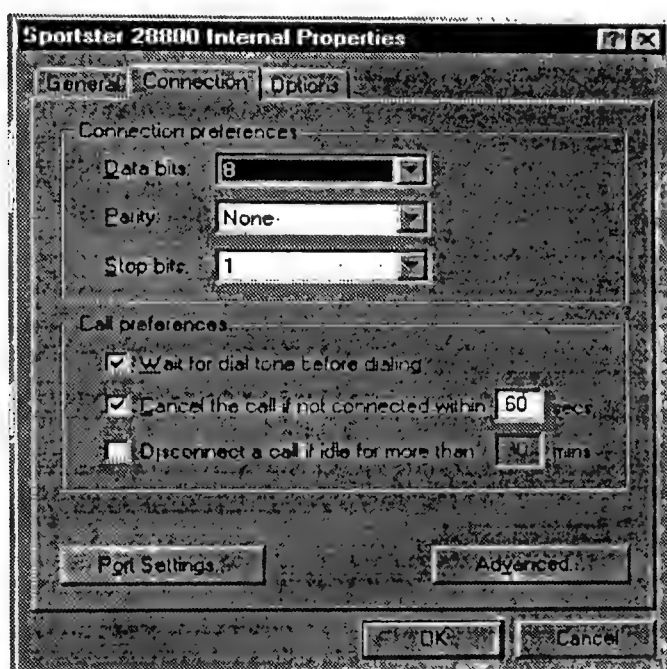 Sportster 28800 Internal Properties
General Connection Options
Connection preferences
Data bits: 8
Parity: None
Stop bits: 1
Call preferences
Wait for dial tone before dialing
Cancel the call if not connected within 60 secs
Disconnect a call if idle for more than 30 mins
Port Settings... Advanced...
OK Cancel